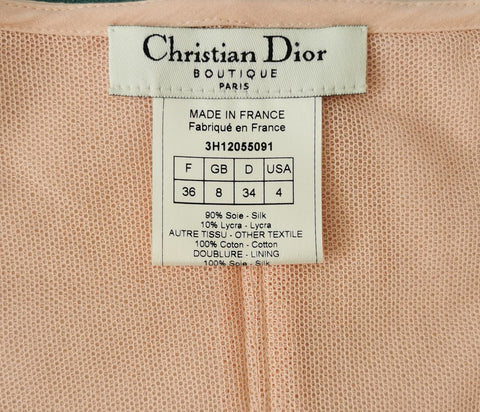 Christian Dior
BOUTIQUE
PARIS
MADE IN FRANCE
Fabriqué en France
3H12055091
F GB D USA
36 8 34 4
90% Soie - Silk
10% Lycra - Lycra
AUTRE TISSU - OTHER TEXTILE
100% Coton - Cotton
DOUBLURE - LINING
100% Soie - Silk